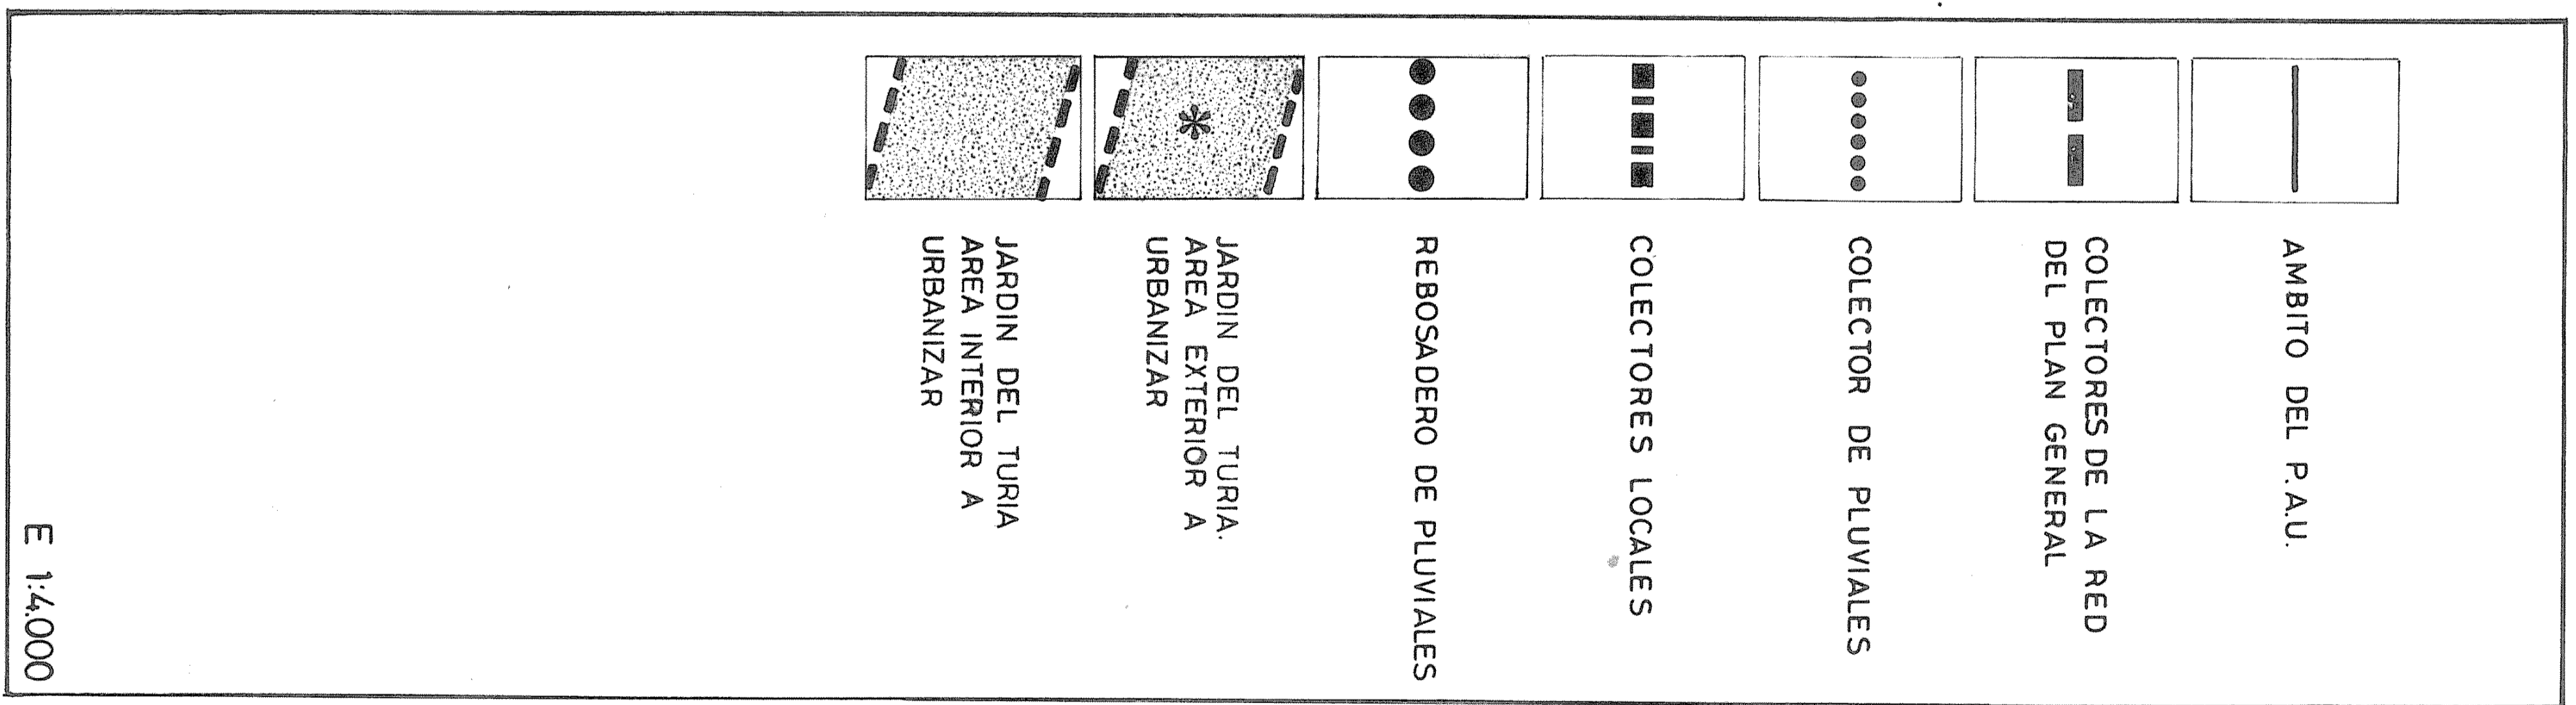 AMBITO DEL P.A.U.
COLECTORES DE LA RED
DEL PLAN GENERAL
COLECTOR DE PLUVIALES
COLECTORES LOCALES
REBOSADERO DE PLUVIALES
JARDIN DEL TURIA.
AREA EXTERIOR A
URBANIZAR
JARDIN DEL TURIA
AREA INTERIOR A
URBANIZAR
E 1:4.000